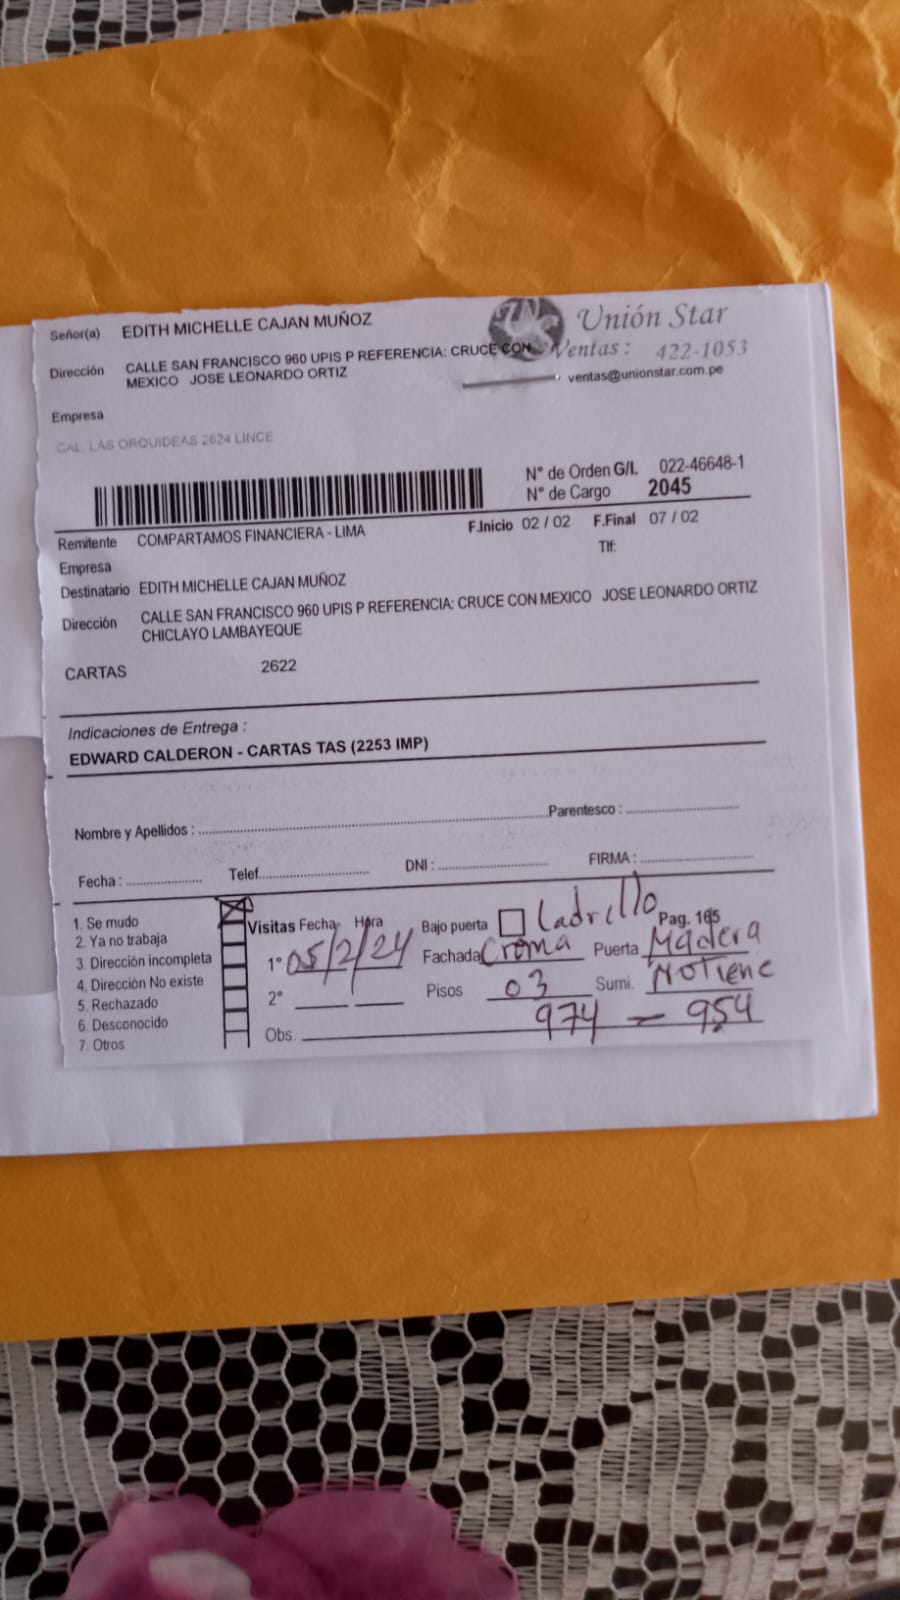 Señor(a) EDITH MICHELLE CAJAN MUÑOZ
Unión Star
Dirección CALLE SAN FRANCISCO 960 UPIS P REFERENCIA: CRUCE CON
MEXICO JOSE LEONARDO ORTIZ
Ventas: 422-1053
ventas@unionstar.com.pe
Empresa
CAL. LAS ORQUIDEAS 2624 LINCE
N° de Orden G/I. 022-46648-1
N° de Cargo 2045
Remitente COMPARTAMOS FINANCIERA - LIMA F.Inicio 02 / 02 F.Final 07 / 02
Empresa Tlf:
Destinatario EDITH MICHELLE CAJAN MUÑOZ
Dirección CALLE SAN FRANCISCO 960 UPIS P REFERENCIA: CRUCE CON MEXICO JOSE LEONARDO ORTIZ
CHICLAYO LAMBAYEQUE
CARTAS 2622
Indicaciones de Entrega :
EDWARD CALDERON - CARTAS TAS (2253 IMP)
Nombre y Apellidos : Parentesco :
Fecha : Telef. DNI : FIRMA :
1. Se mudo
2. Ya no trabaja
3. Dirección incompleta
4. Dirección No existe
5. Rechazado
6. Desconocido
7. Otros
Visitas Fecha Hora Bajo puerta Ladrillo Pag. 165
1° 05/2/24 Fachada Croma Puerta Madera
2° Pisos 03 Sumi. NoTiene
Obs. 974 - 954